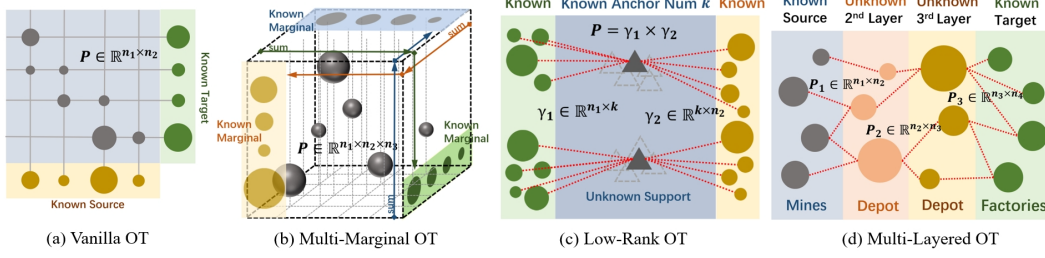 P ∈ ℝ^{n₁×n₂}
Known Target
Known Source
(a) Vanilla OT
Known
Marginal
sum
sum
Known
Marginal
Known
Marginal
P ∈ ℝ^{n₁×n₂×n₃}
sum
(b) Multi-Marginal OT
Known
Known Anchor Num k
Known
P = γ₁ × γ₂
γ₁ ∈ ℝ^{n₁×k}
γ₂ ∈ ℝ^{k×n₂}
Unknown Support
(c) Low-Rank OT
Known
Source
Unknown
2nd Layer
Unknown
3rd Layer
Known
Target
P₁ ∈ ℝ^{n₁×n₂}
P₂ ∈ ℝ^{n₂×n₃}
P₃ ∈ ℝ^{n₃×n₄}
Mines
Depot
Depot
Factories
(d) Multi-Layered OT